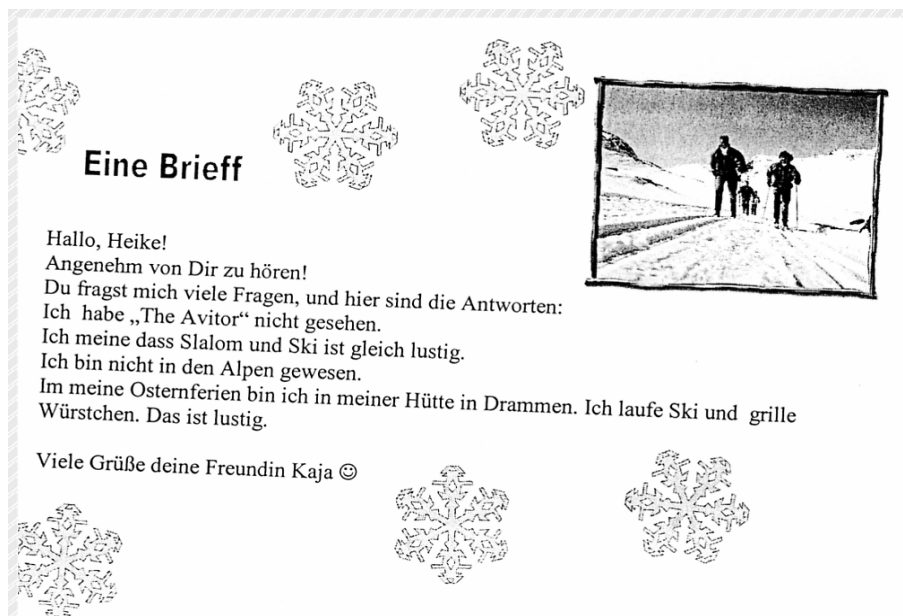 Eine Brieff
Hallo, Heike!
Angenehm von Dir zu hören!
Du fragst mich viele Fragen, und hier sind die Antworten:
Ich habe „The Avitor“ nicht gesehen.
Ich meine dass Slalom und Ski ist gleich lustig.
Ich bin nicht in den Alpen gewesen.
Im meine Osternferien bin ich in meiner Hütte in Drammen. Ich laufe Ski und grille
Würstchen. Das ist lustig.
Viele Grüße deine Freundin Kaja ☺